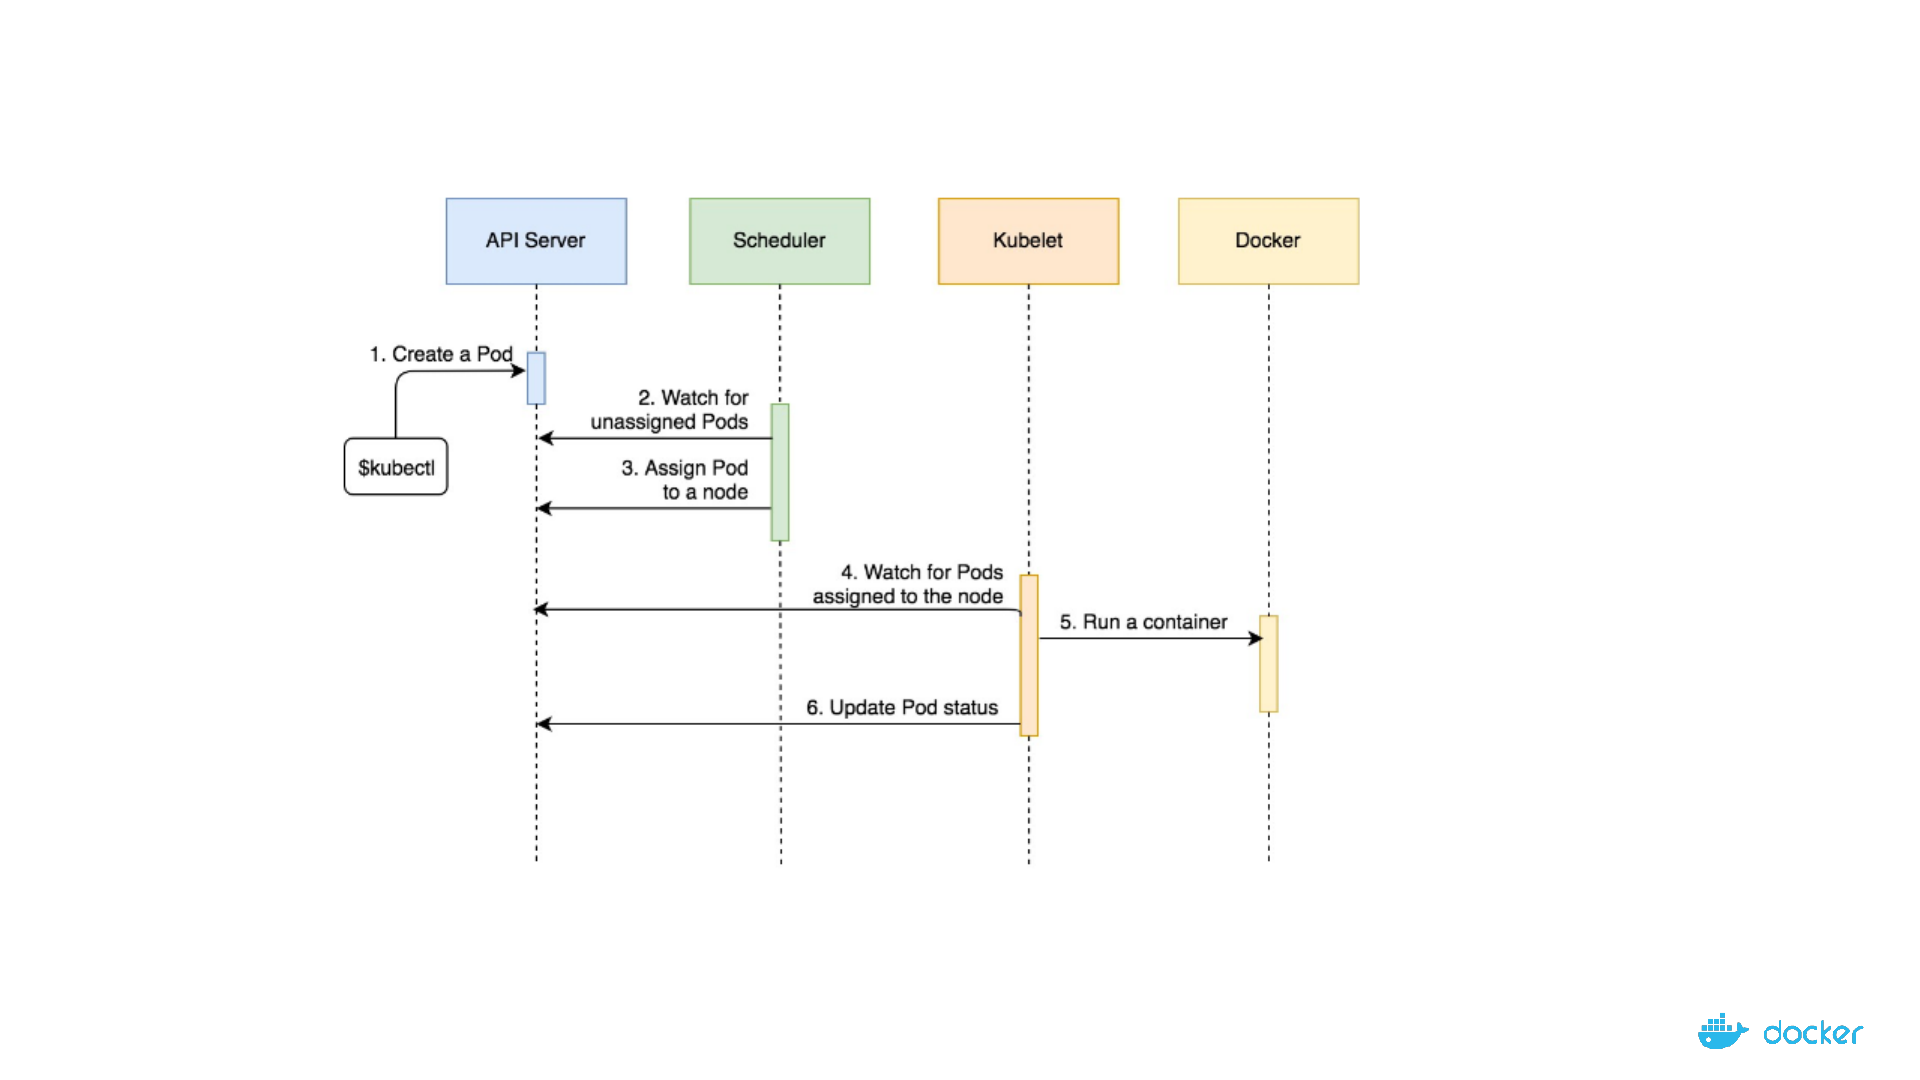 API Server
Scheduler
Kubelet
Docker
1. Create a Pod
$kubectl
2. Watch for
unassigned Pods
3. Assign Pod
to a node
4. Watch for Pods
assigned to the node
5. Run a container
6. Update Pod status
docker